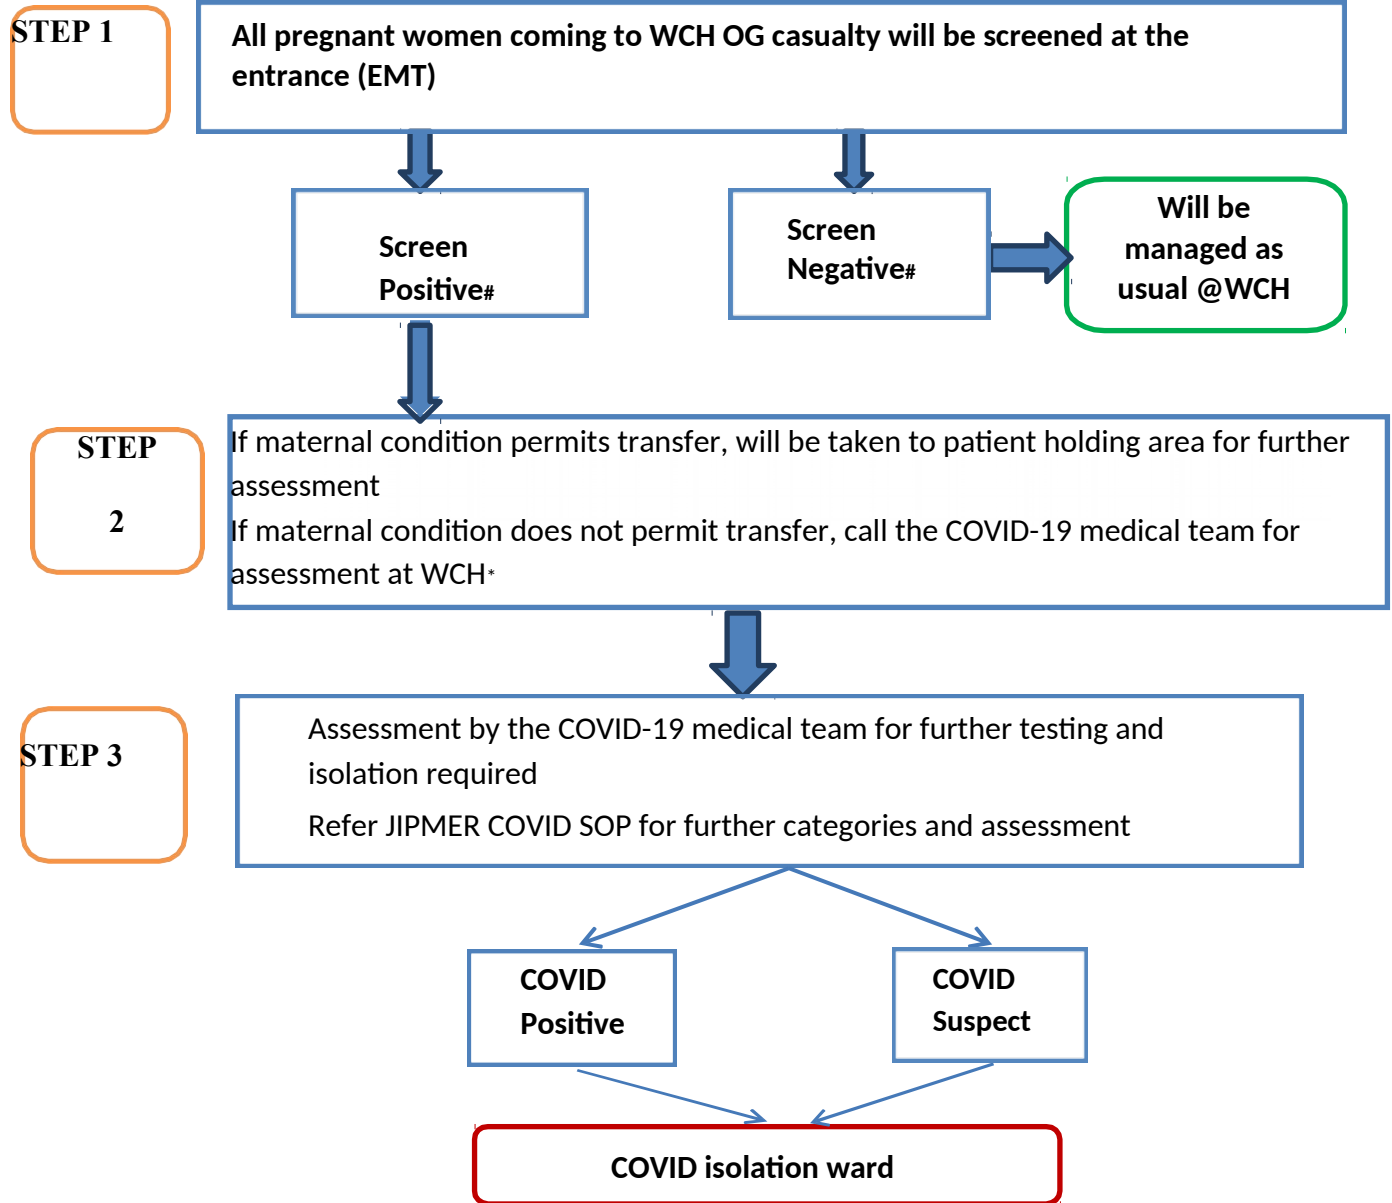 STEP 1
All pregnant women coming to WCH OG casualty will be screened at the
entrance (EMT)
Screen
Positive#
Screen
Negative#
Will be
managed as
usual @WCH
STEP
2
If maternal condition permits transfer, will be taken to patient holding area for further
assessment
If maternal condition does not permit transfer, call the COVID-19 medical team for
assessment at WCH*
STEP 3
Assessment by the COVID-19 medical team for further testing and
isolation required
Refer JIPMER COVID SOP for further categories and assessment
COVID
Positive
COVID
Suspect
COVID isolation ward